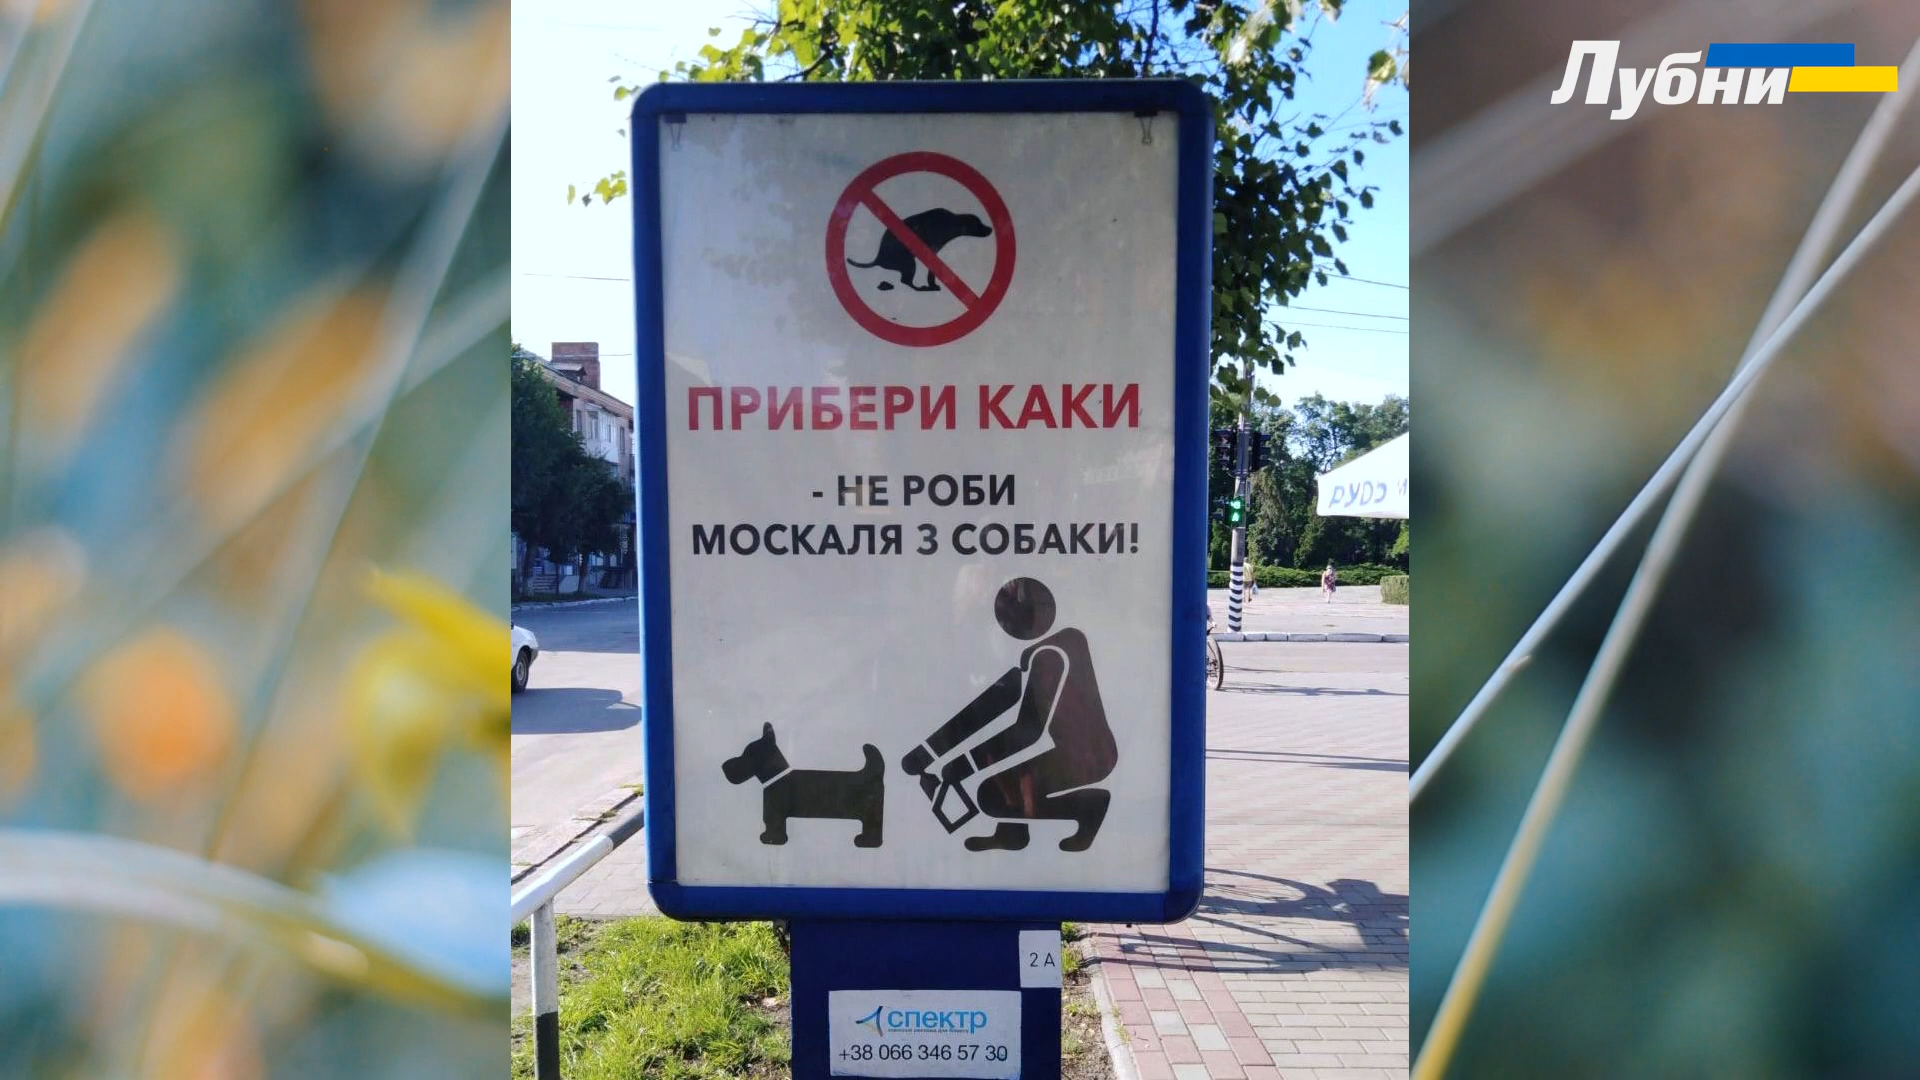 Лубни
ПРИБЕРИ КАКИ
- НЕ РОБИ
МОСКАЛЯ З СОБАКИ!
2 А
спектр
+38 066 346 57 30